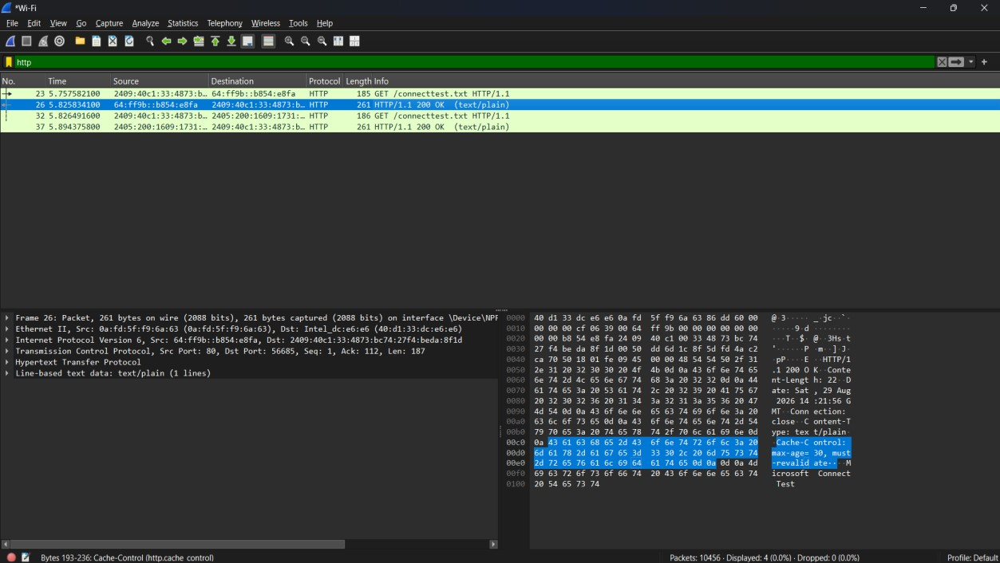 *Wi-Fi
File Edit View Go Capture Analyze Statistics Telephony Wireless Tools Help
http
No. Time Source Destination Protocol Length Info
23 5.757582100 2409:40c1:33:4873:b… 64:ff9b::b854:e8fa HTTP 185 GET /connecttest.txt HTTP/1.1
26 5.825834100 64:ff9b::b854:e8fa 2409:40c1:33:4873:b… HTTP 261 HTTP/1.1 200 OK (text/plain)
32 5.826491600 2409:40c1:33:4873:b… 2405:200:1609:1731:… HTTP 186 GET /connecttest.txt HTTP/1.1
37 5.894375800 2405:200:1609:1731:… 2409:40c1:33:4873:b… HTTP 261 HTTP/1.1 200 OK (text/plain)
Frame 26: Packet, 261 bytes on wire (2088 bits), 261 bytes captured (2088 bits) on interface \Device\NPF
Ethernet II, Src: 0a:fd:5f:f9:6a:63 (0a:fd:5f:f9:6a:63), Dst: Intel_dc:e6:e6 (40:d1:33:dc:e6:e6)
Internet Protocol Version 6, Src: 64:ff9b::b854:e8fa, Dst: 2409:40c1:33:4873:bc74:27f4:beda:8f1d
Transmission Control Protocol, Src Port: 80, Dst Port: 56685, Seq: 1, Ack: 112, Len: 187
Hypertext Transfer Protocol
Line-based text data: text/plain (1 lines)
0000 40 d1 33 dc e6 e6 0a fd 5f f9 6a 63 86 dd 60 00 @·3····· _·jc··`·
0010 00 00 00 cf 06 39 00 64 ff 9b 00 00 00 00 00 00 ·····9·d ········
0020 00 00 b8 54 e8 fa 24 09 40 c1 00 33 48 73 bc 74 ···T··$· @··3Hs·t
0030 27 f4 be da 8f 1d 00 50 dd 6d 1c 8f 5d fd 4a c2 '······P ·m··]·J·
0040 ca 70 50 18 01 fe 09 45 00 00 48 54 54 50 2f 31 ·pP····E ··HTTP/1
0050 2e 31 20 32 30 30 20 4f 4b 0d 0a 43 6f 6e 74 65 .1 200 O K··Conte
0060 6e 74 2d 4c 65 6e 67 74 68 3a 20 32 32 0d 0a 44 nt-Lengt h: 22··D
0070 61 74 65 3a 20 53 61 74 2c 20 32 39 20 41 75 67 ate: Sat , 29 Aug
0080 20 32 30 32 36 20 31 34 3a 32 31 3a 35 36 20 47 2026 14 :21:56 G
0090 4d 54 0d 0a 43 6f 6e 6e 65 63 74 69 6f 6e 3a 20 MT··Conn ection:
00a0 63 6c 6f 73 65 0d 0a 43 6f 6e 74 65 6e 74 2d 54 close··C ontent-T
00b0 79 70 65 3a 20 74 65 78 74 2f 70 6c 61 69 6e 0d ype: tex t/plain·
00c0 0a 43 61 63 68 65 2d 43 6f 6e 74 72 6f 6c 3a 20 ·Cache-C ontrol:
00d0 6d 61 78 2d 61 67 65 3d 33 30 2c 20 6d 75 73 74 max-age= 30, must
00e0 2d 72 65 76 61 6c 69 64 61 74 65 0d 0a 0d 0a 4d -revalid ate····M
00f0 69 63 72 6f 73 6f 66 74 20 43 6f 6e 6e 65 63 74 icrosoft Connect
0100 20 54 65 73 74 Test
Bytes 193-236: Cache-Control (http.cache_control) Packets: 10456 · Displayed: 4 (0.0%) · Dropped: 0 (0.0%) Profile: Default